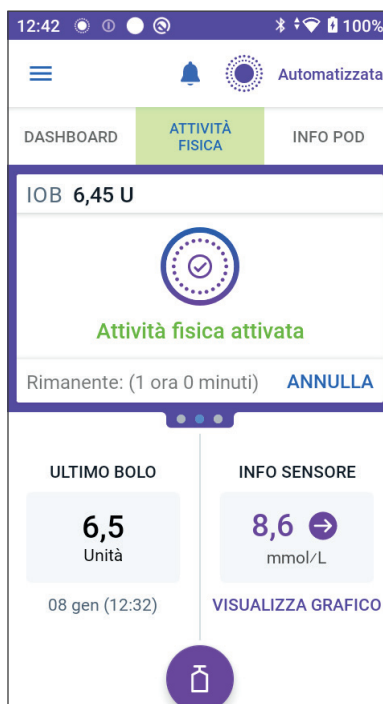 12:42 100%
Automatizzata
DASHBOARD ATTIVITÀ FISICA INFO POD
IOB 6,45 U
Attività fisica attivata
Rimanente: (1 ora 0 minuti) ANNULLA
ULTIMO BOLO INFO SENSORE
6,5 8,6
Unità mmol/L
08 gen (12:32) VISUALIZZA GRAFICO